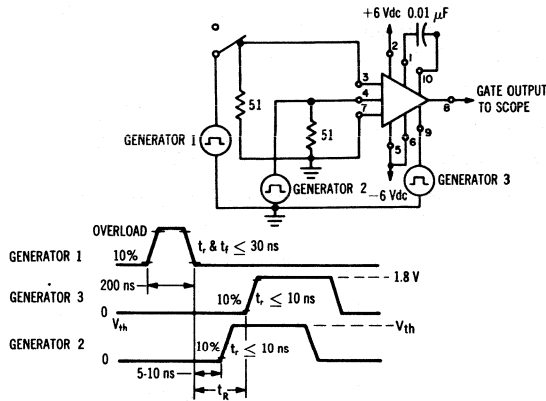 +6 Vdc 0.01 μF
2
1
10
3
4
7
8
GATE OUTPUT
TO SCOPE
51
51
9
5
6
GENERATOR 1
GENERATOR 2
-6 Vdc
GENERATOR 3
OVERLOAD
10%
tr & tf ≤ 30 ns
GENERATOR 1
200 ns
1.8 V
GENERATOR 3
10%
tr ≤ 10 ns
0
Vth
Vth
GENERATOR 2
10%
tr ≤ 10 ns
0
5-10 ns
tR